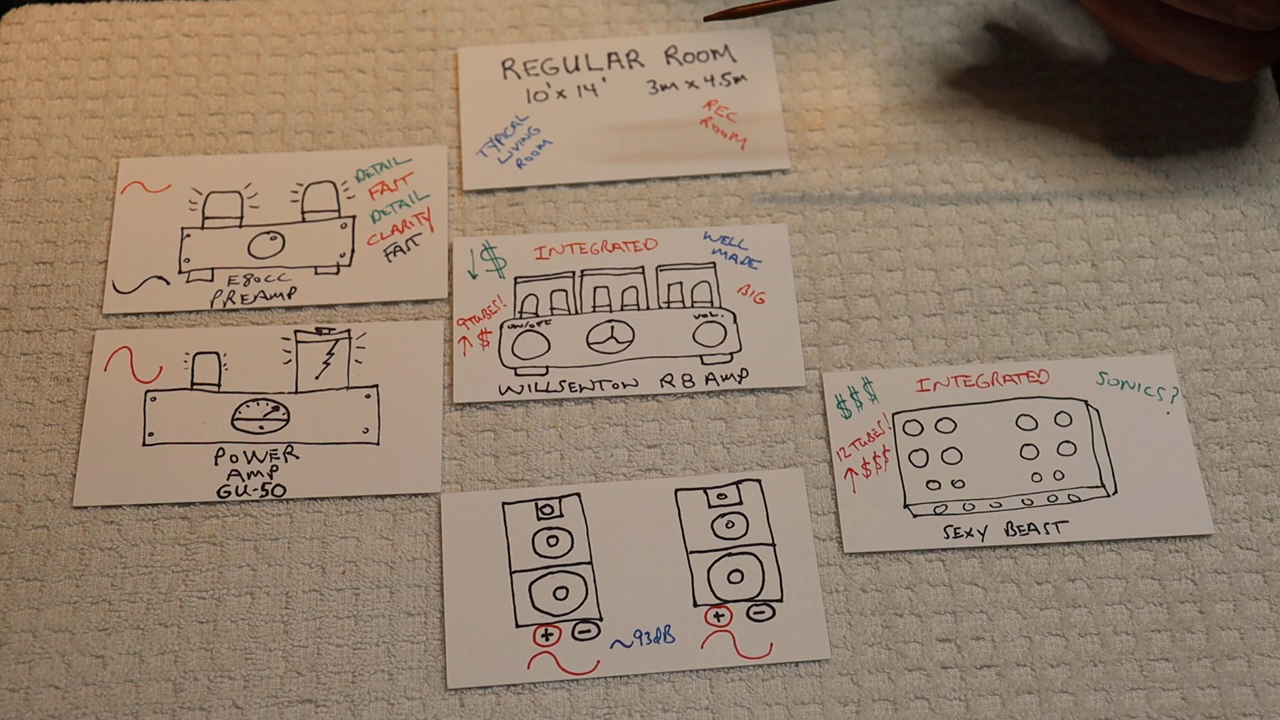 REGULAR ROOM
10' x 14' 3m x 4.5m
TYPICAL
LIVING
ROOM
REC
ROOM
DETAIL
FAST
DETAIL
CLARITY
FAST
E80CC
PREAMP
↓$
INTEGRATED
WELL
MADE
BIG
9 TUBES!
↑$
ON/OFF
VOL.
WILLSENTON R8 AMP
POWER
AMP
GU-50
$$$
INTEGRATED
SONICS?
12 TUBES!
↑$$$
SEXY BEAST
+ −
~93dB
+ −